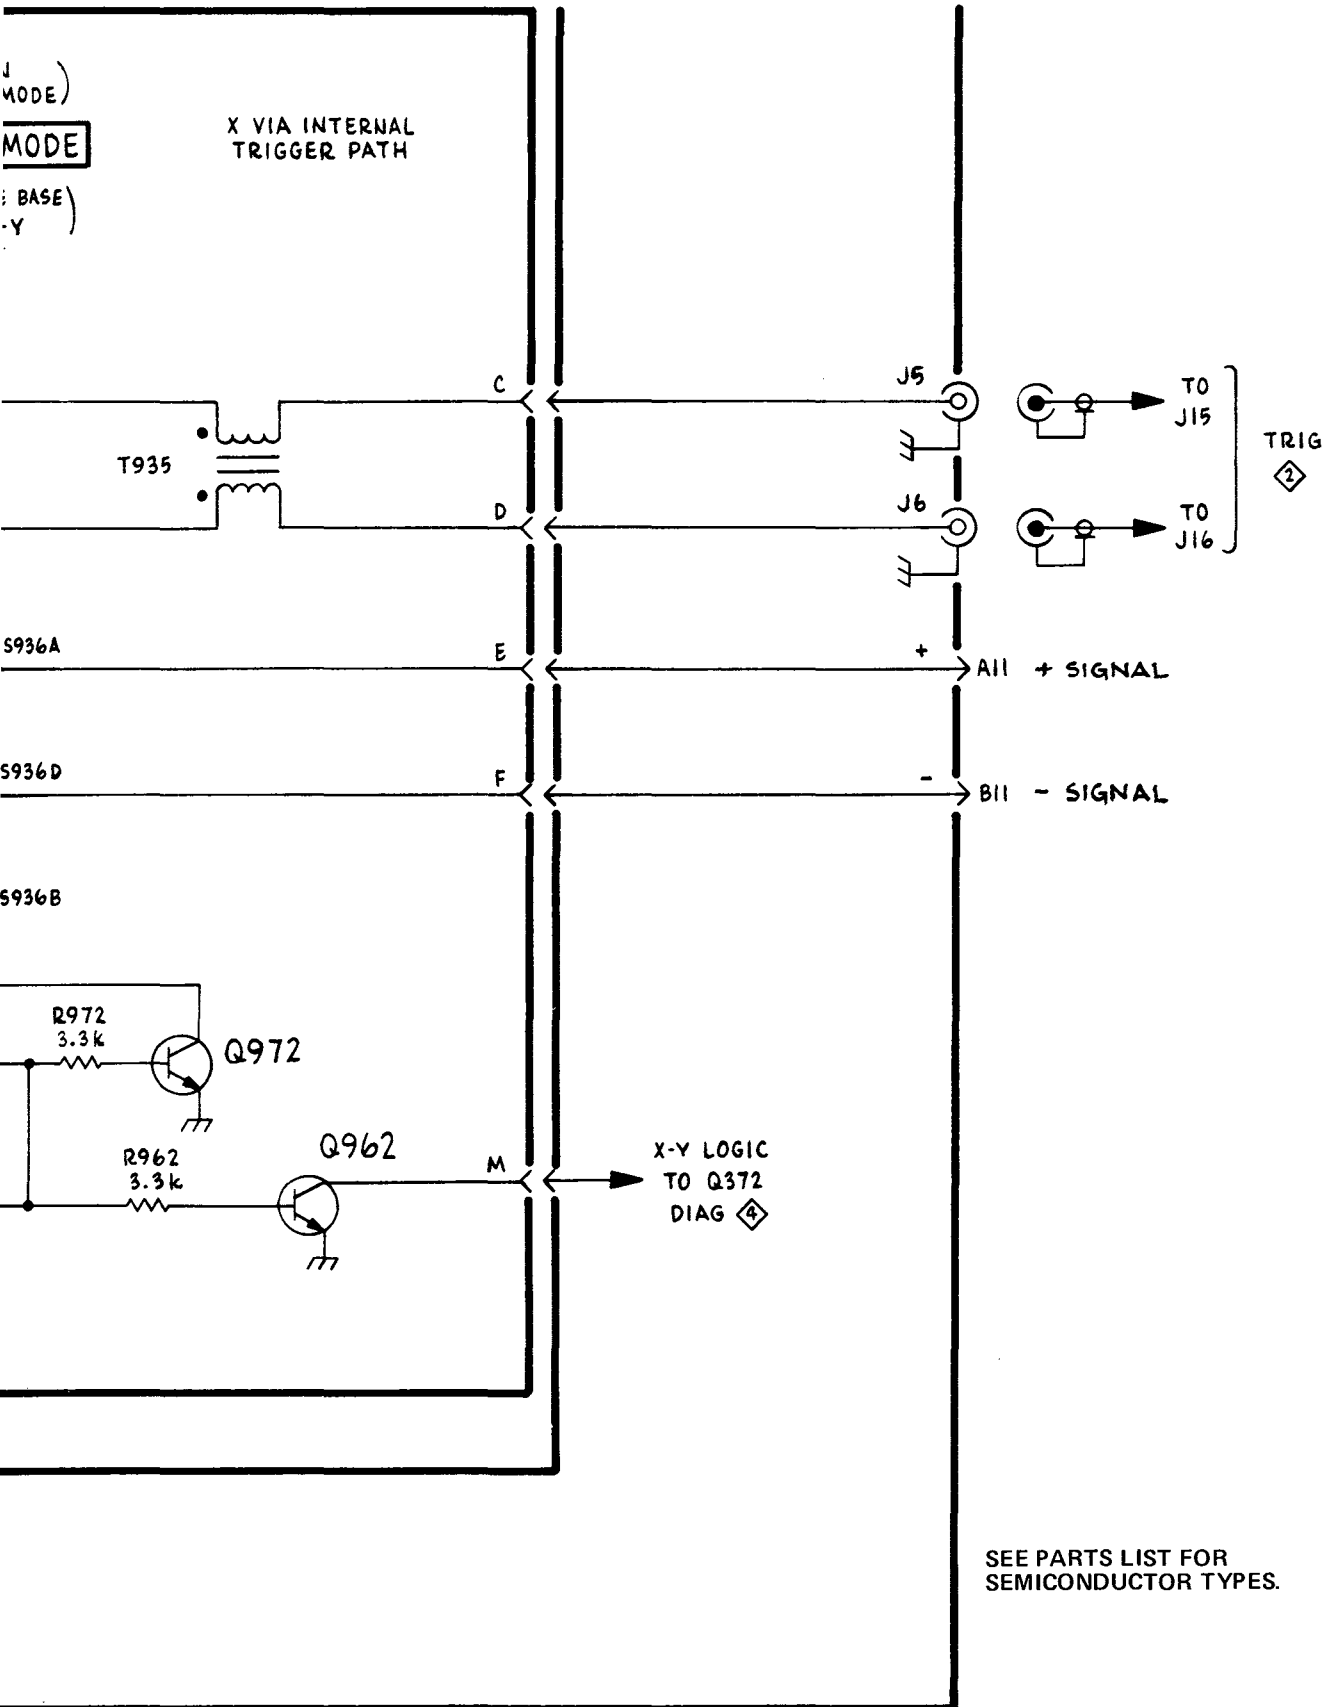 MODE)
MODE
BASE)
-Y )
X VIA INTERNAL
TRIGGER PATH
C
J5
TO
J15
T935
TRIG
2
D
J6
TO
J16
S936A
E
+
A11 + SIGNAL
S936D
F
-
B11 - SIGNAL
S936B
R972
3.3k
Q972
Q962
R962
3.3k
M
X-Y LOGIC
TO Q372
DIAG 4
SEE PARTS LIST FOR
SEMICONDUCTOR TYPES.